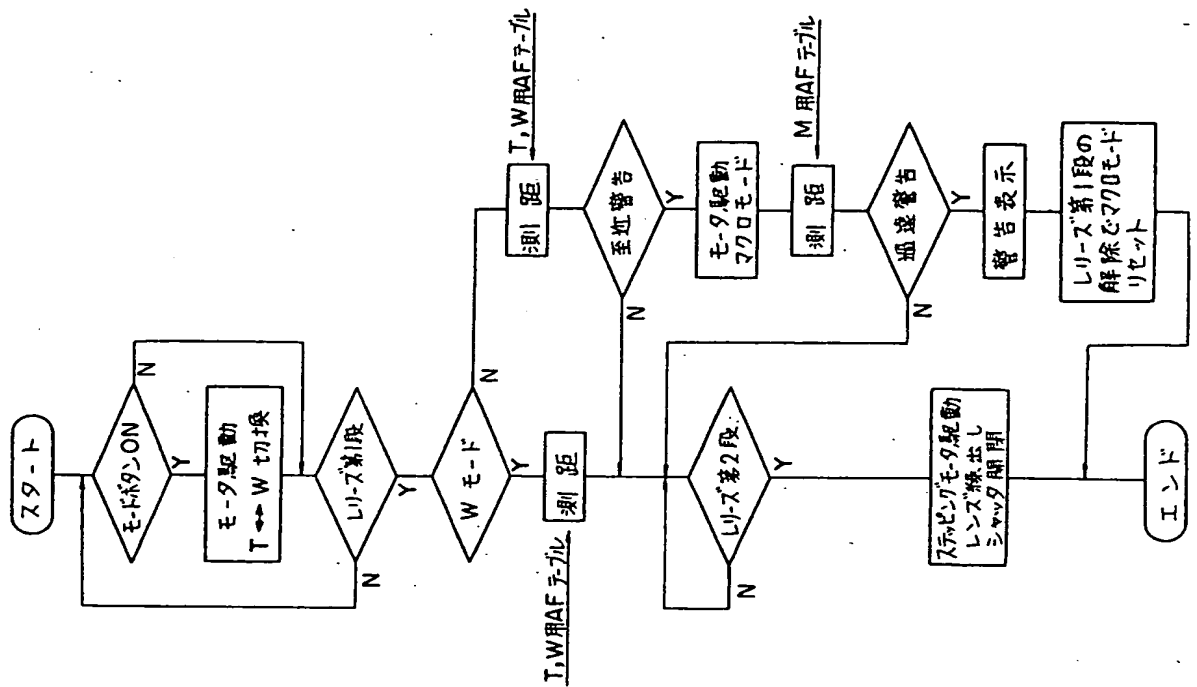 スタート
モードボタンON
Y
N
モータ駆動
T↔W 切換
レリーズ第1段
N
Y
Wモード
N
Y
測距
T,W用AFテーブル
測距
T,W用AFテーブル
至近警告
N
Y
モータ駆動
マクロモード
測距
M用AFテーブル
過遠警告
N
Y
警告表示
レリーズ第1段の
解除でマクロモード
リセット
レリーズ第2段
N
Y
ステッピングモータ駆動
レンズ繰出し
シャッタ開閉
エンド